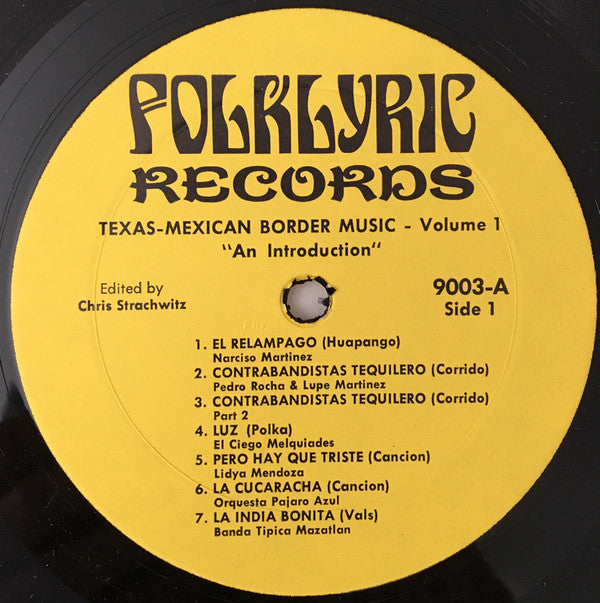 FOLKLYRIC
RECORDS
TEXAS-MEXICAN BORDER MUSIC - Volume 1
"An Introduction"
Edited by
Chris Strachwitz
9003-A
Side 1
1. EL RELAMPAGO (Huapango)
Narciso Martinez
2. CONTRABANDISTAS TEQUILERO (Corrido)
Pedro Rocha & Lupe Martinez
3. CONTRABANDISTAS TEQUILERO (Corrido)
Part 2
4. LUZ (Polka)
El Ciego Melquiades
5. PERO HAY QUE TRISTE (Cancion)
Lidya Mendoza
6. LA CUCARACHA (Cancion)
Orquesta Pajaro Azul
7. LA INDIA BONITA (Vals)
Banda Tipica Mazatlan